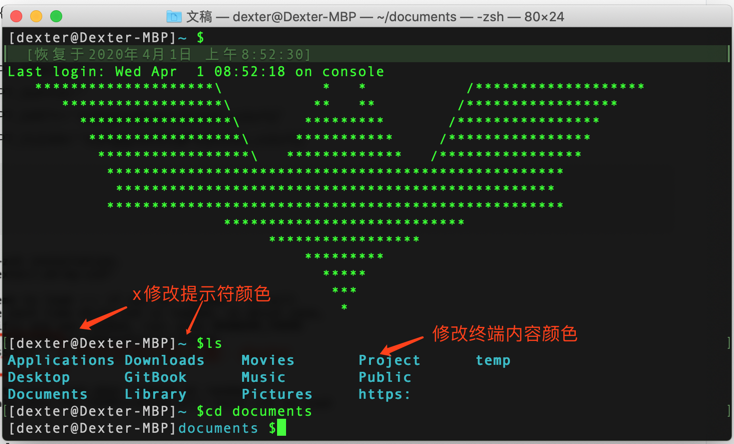 文稿 — dexter@Dexter-MBP — ~/documents — -zsh — 80×24
[dexter@Dexter-MBP]~ $
[恢复于2020年4月1日 上午8:52:30]
Last login: Wed Apr  1 08:52:18 on console
********************\           *   *           /*******************
******************\         **   **         /*****************
*****************\       *********       /****************
*****************\     ***********     /****************
*****************\   *************   /****************
***************************************************
*************************************************
***************************************************
***************************
*****************
*********
*****
***
*
x修改提示符颜色
[dexter@Dexter-MBP]~ $ls
修改终端内容颜色
Applications Downloads    Movies       Project      temp
Desktop      GitBook      Music        Public
Documents    Library      Pictures     https:
[dexter@Dexter-MBP]~ $cd documents
[dexter@Dexter-MBP]documents $